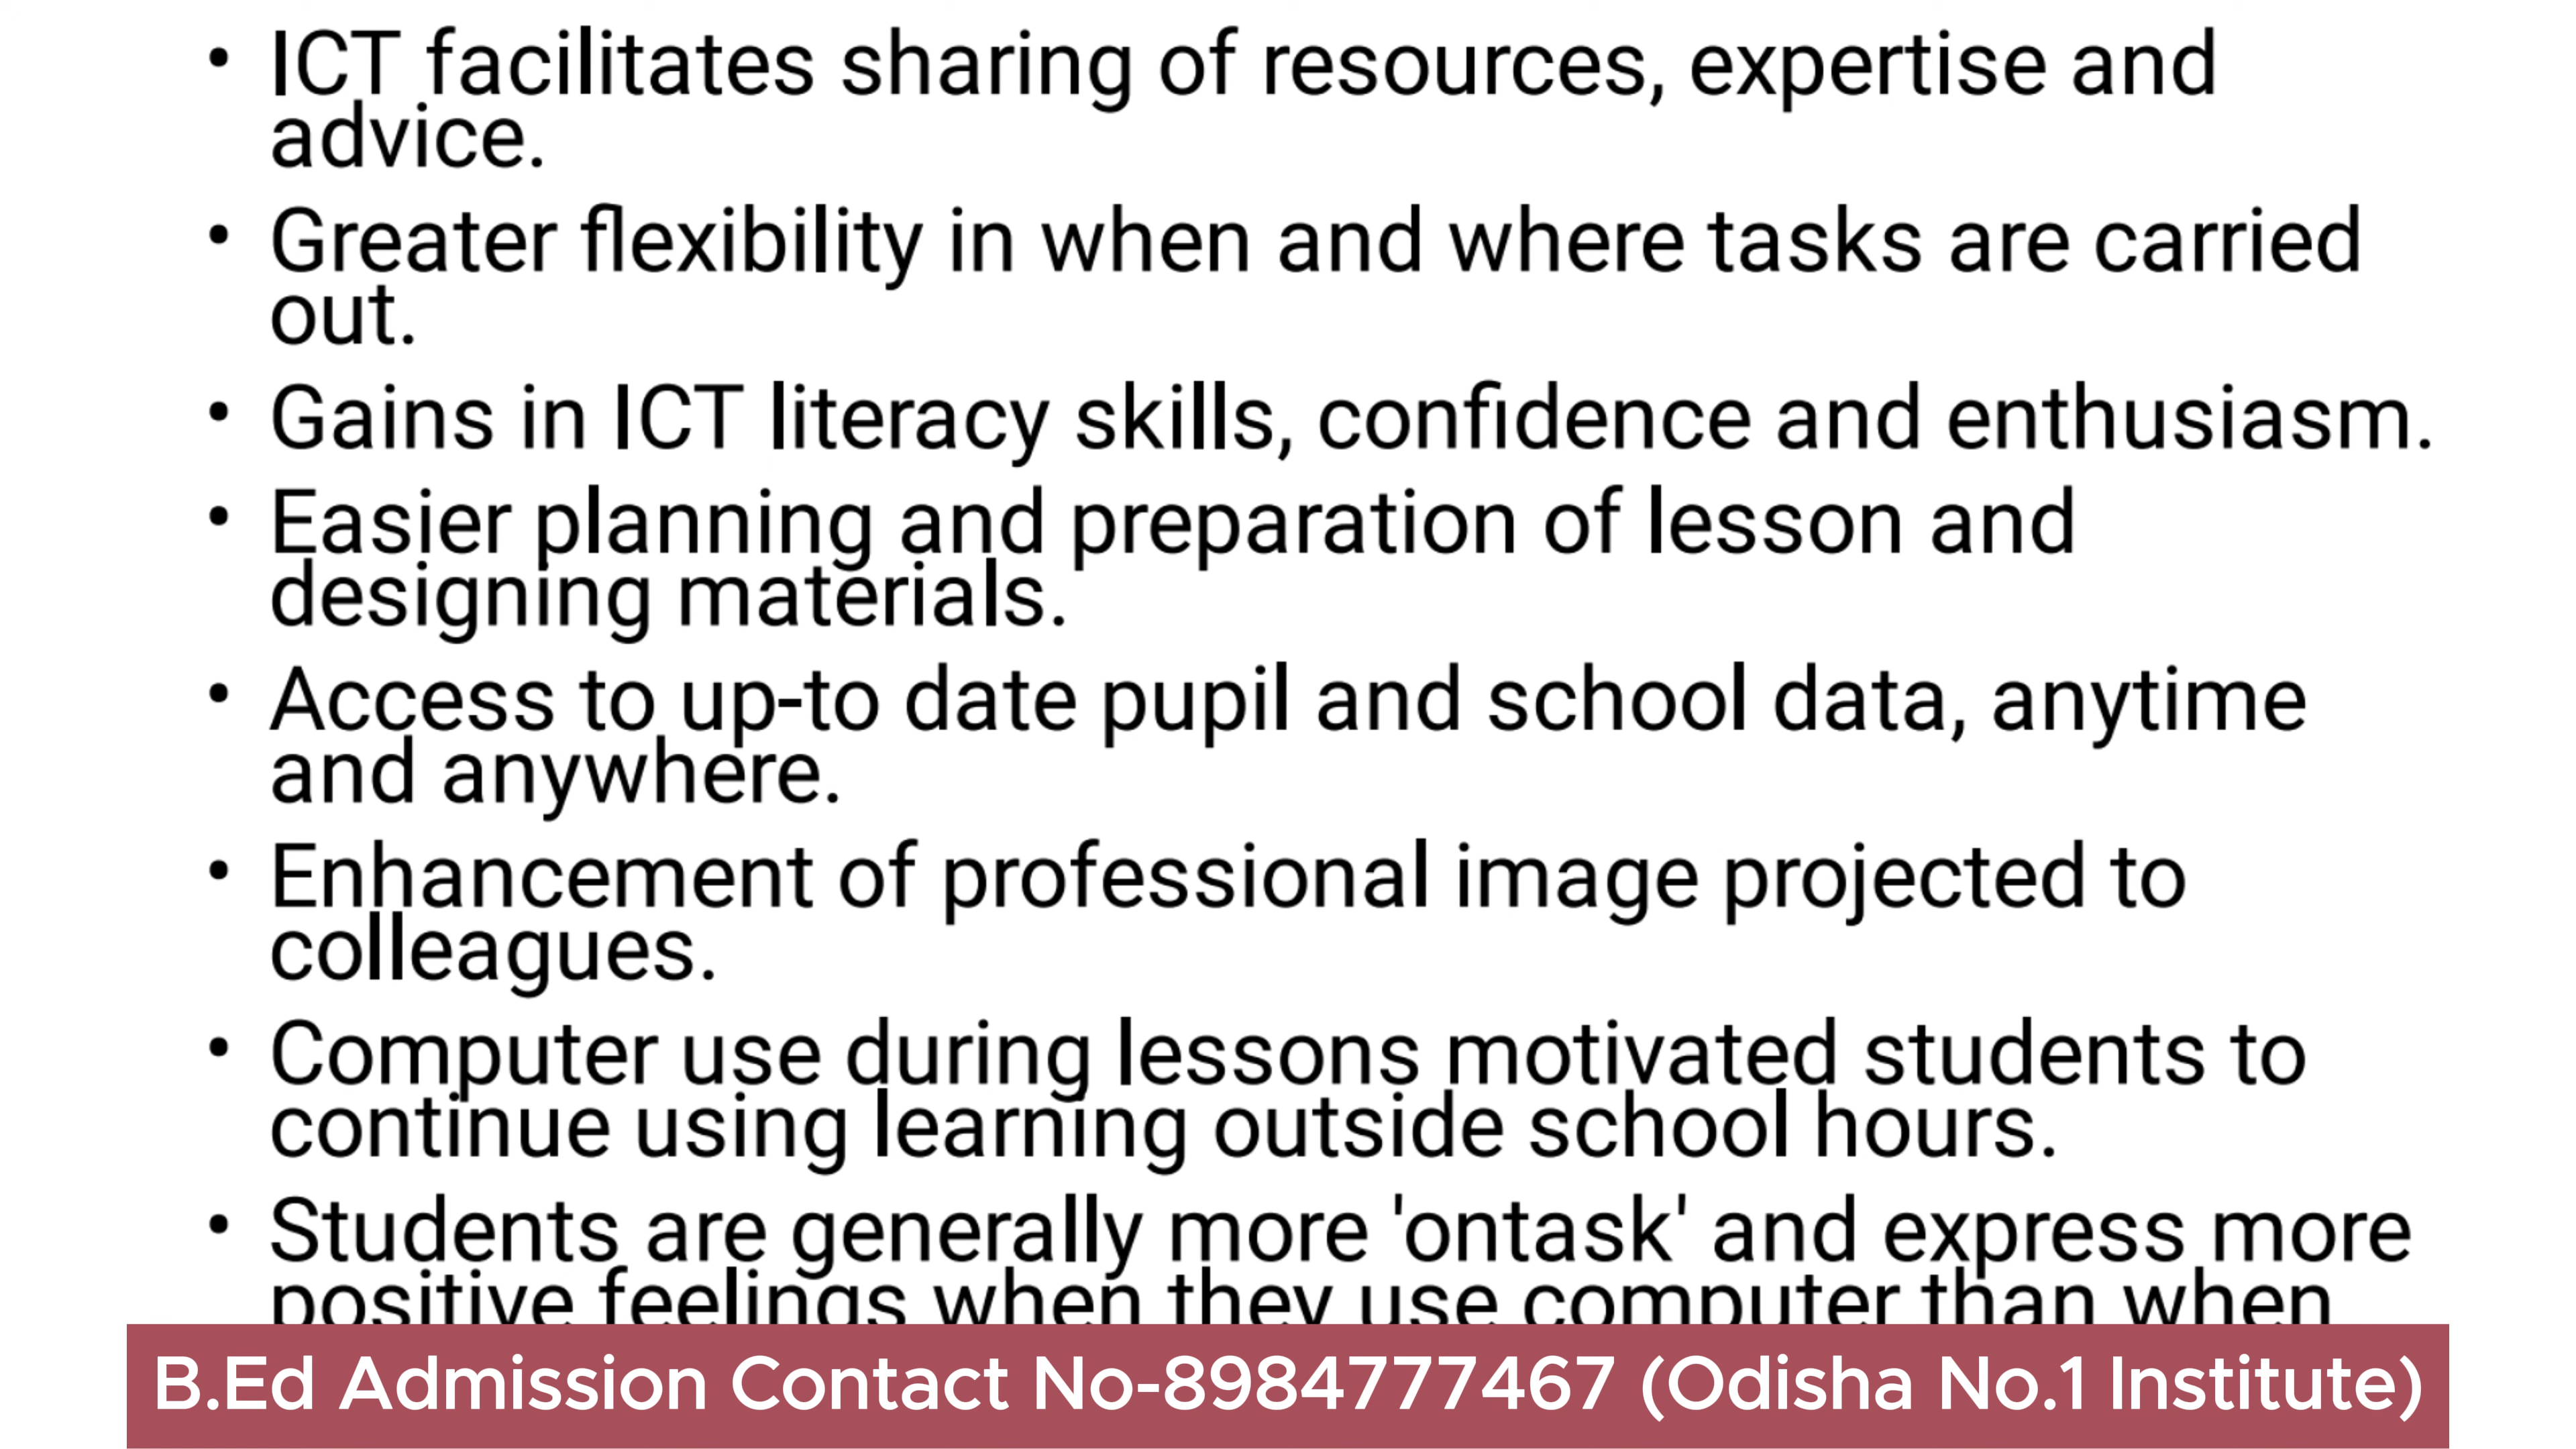 • ICT facilitates sharing of resources, expertise and
advice.
• Greater flexibility in when and where tasks are carried
out.
• Gains in ICT literacy skills, confidence and enthusiasm.
• Easier planning and preparation of lesson and
designing materials.
• Access to up-to date pupil and school data, anytime
and anywhere.
• Enhancement of professional image projected to
colleagues.
• Computer use during lessons motivated students to
continue using learning outside school hours.
• Students are generally more 'ontask' and express more
positive feelings when they use computer than when
B.Ed Admission Contact No-8984777467 (Odisha No.1 Institute)